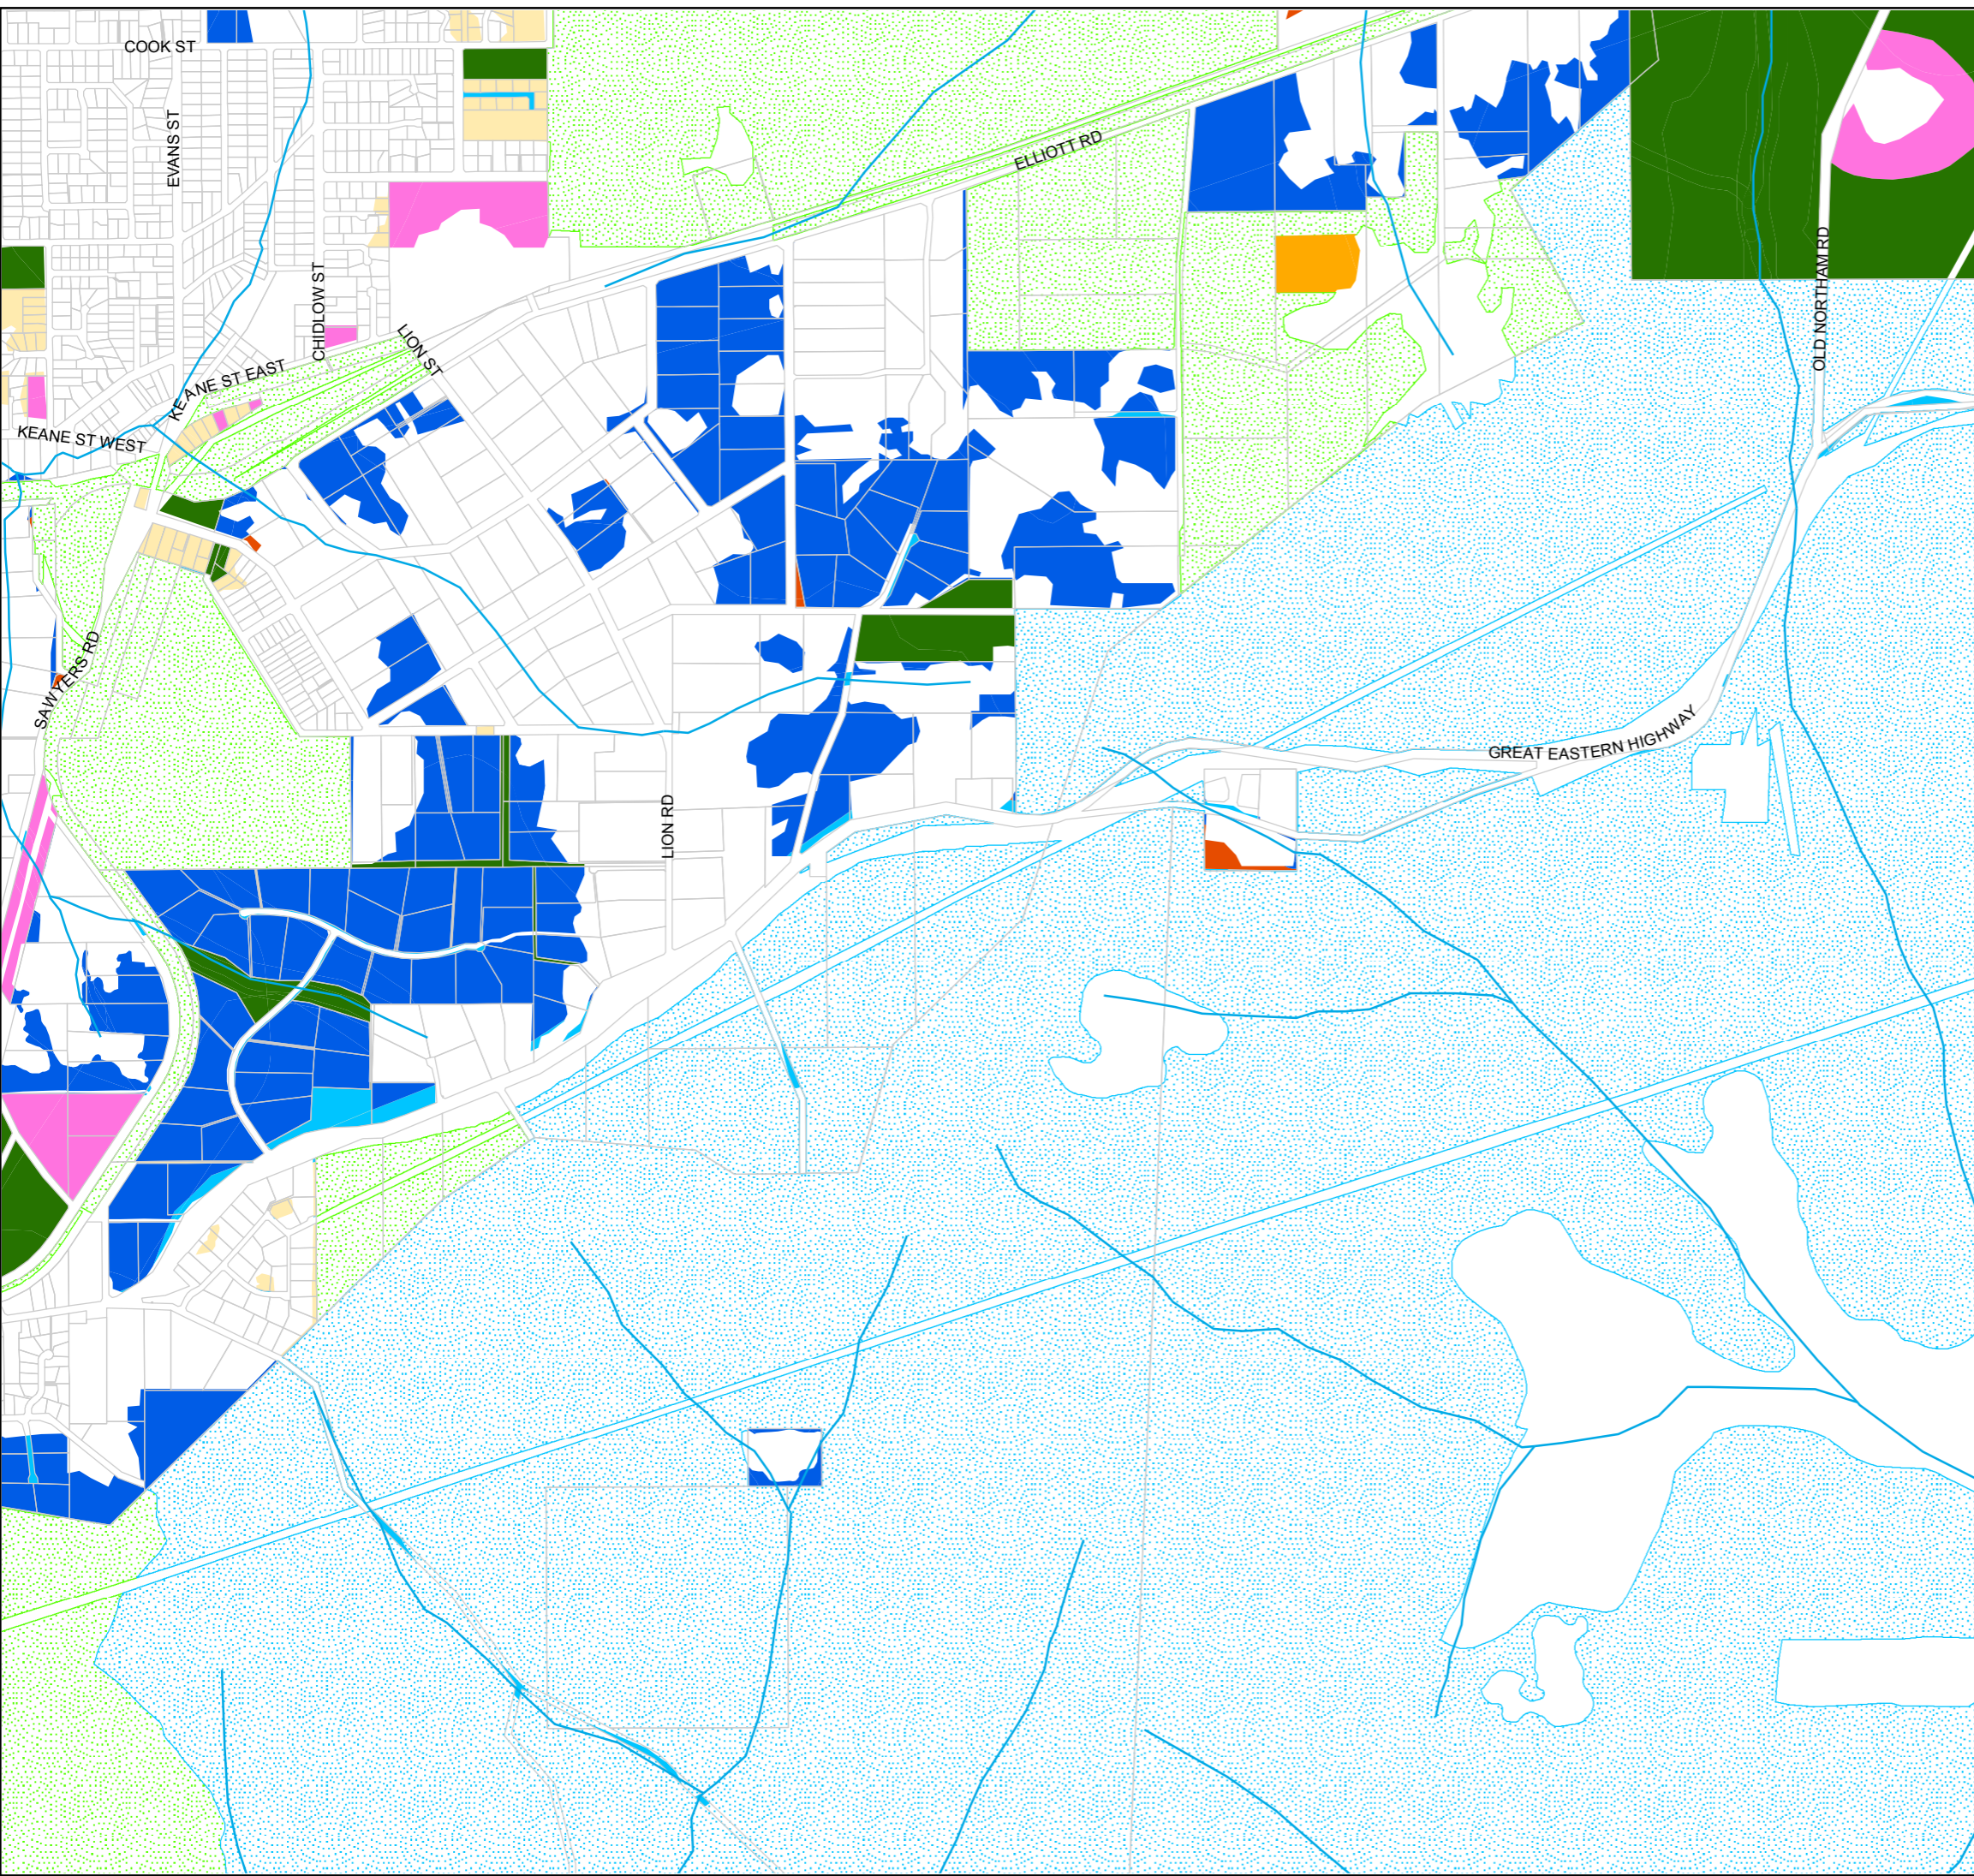 COOK ST
EVANS ST
ELLIOTT RD
OLD NORTHAM RD
CHIDLOW ST
LION ST
KEANE ST EAST
KEANE ST WEST
SAWYERS RD
GREAT EASTERN HIGHWAY
LION RD